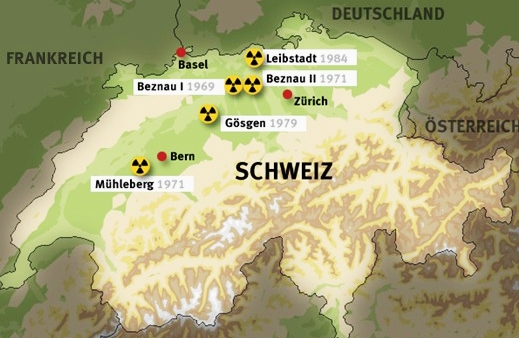 DEUTSCHLAND
FRANKREICH
Basel
Leibstadt 1984
Beznau I 1969
Beznau II 1971
Zürich
Gösgen 1979
ÖSTERREICH
Bern
SCHWEIZ
Mühleberg 1971